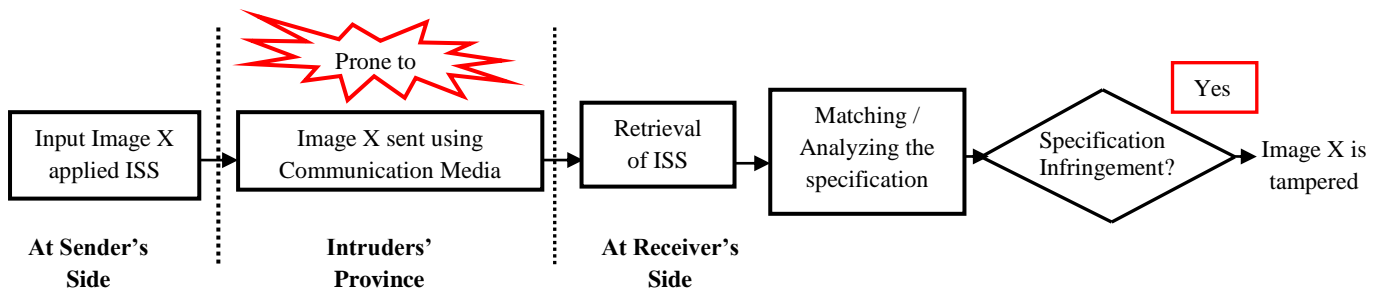 Prone to
Yes
Input Image X
applied ISS
Image X sent using
Communication Media
Retrieval
of ISS
Matching /
Analyzing the
specification
Specification
Infringement?
Image X is
tampered
At Sender’s
Side
Intruders’
Province
At Receiver’s
Side